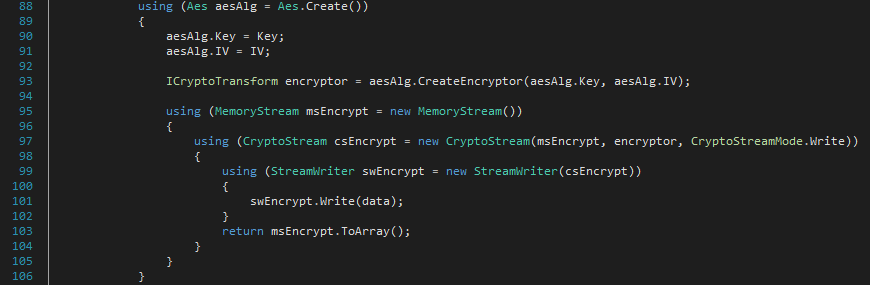 88 using (Aes aesAlg = Aes.Create())
89 {
90 aesAlg.Key = Key;
91 aesAlg.IV = IV;
92
93 ICryptoTransform encryptor = aesAlg.CreateEncryptor(aesAlg.Key, aesAlg.IV);
94
95 using (MemoryStream msEncrypt = new MemoryStream())
96 {
97 using (CryptoStream csEncrypt = new CryptoStream(msEncrypt, encryptor, CryptoStreamMode.Write))
98 {
99 using (StreamWriter swEncrypt = new StreamWriter(csEncrypt))
100 {
101 swEncrypt.Write(data);
102 }
103 return msEncrypt.ToArray();
104 }
105 }
106 }